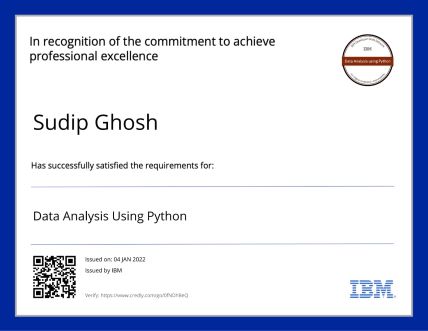 In recognition of the commitment to achieve
professional excellence
IBM
Data Analysis using Python
Sudip Ghosh
Has successfully satisfied the requirements for:
Data Analysis Using Python
Issued on: 04 JAN 2022
Issued by IBM
Verify: https://www.credly.com/go/
IBM.